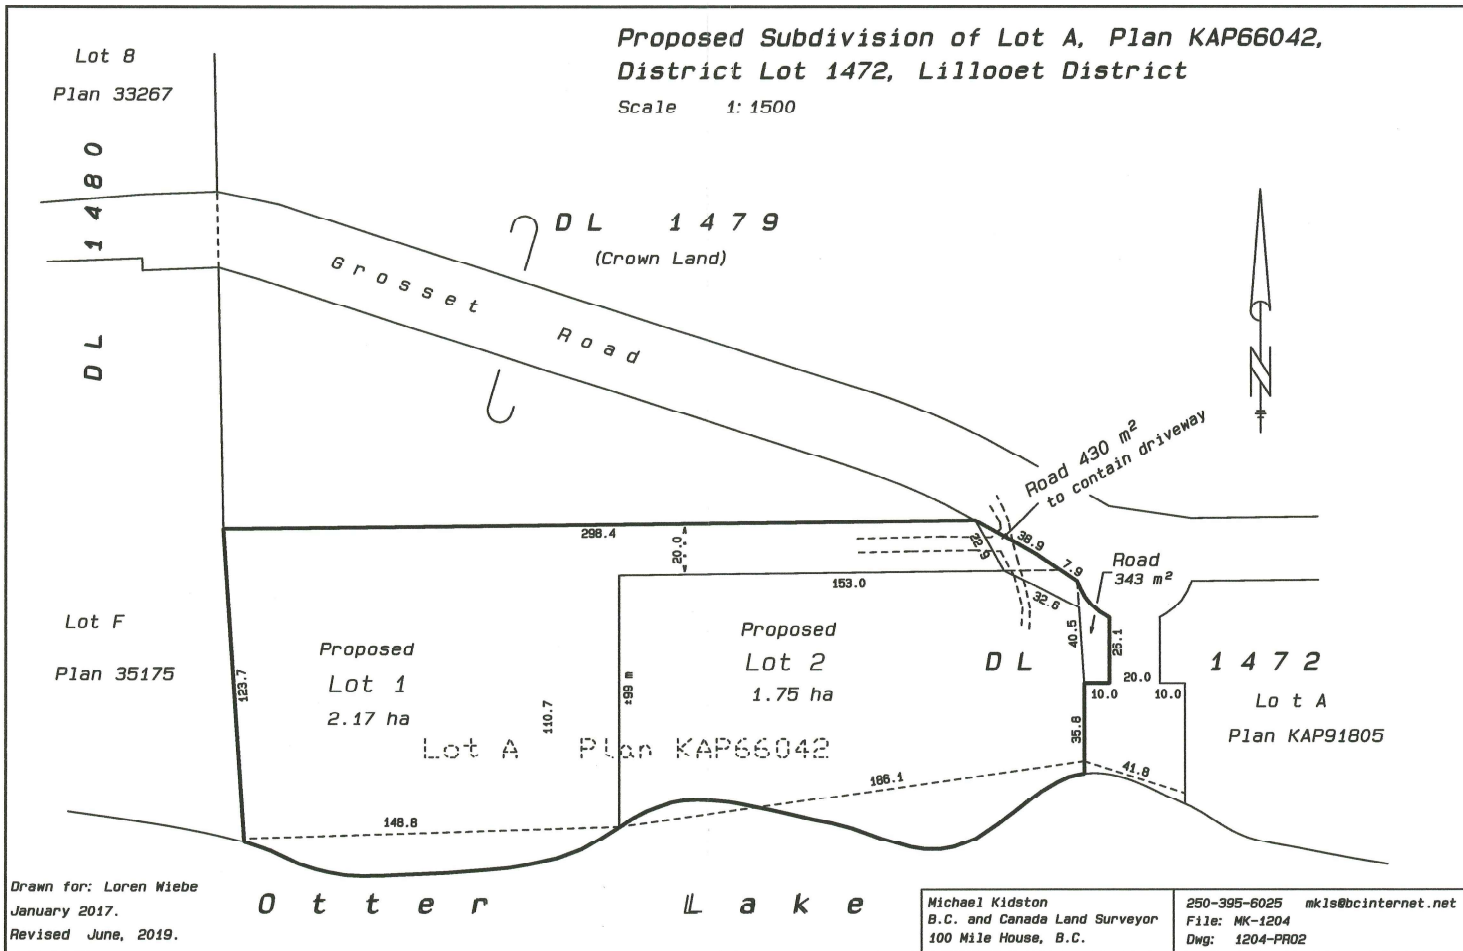 Proposed Subdivision of Lot A, Plan KAP66042,
District Lot 1472, Lillooet District
Scale 1:1500
Lot 8
Plan 33267
DL 1480
DL 1479
(Crown Land)
Grosset Road
N
Road 430 m²
to contain driveway
298.4
20.0
22.9
38.9
7.9
Road
343 m²
153.0
32.6
40.5
25.1
Lot F
Plan 35175
123.7
Proposed
Lot 1
2.17 ha
110.7
±99 m
Proposed
Lot 2
1.75 ha
DL 1472
20.0
10.0
10.0
35.8
Lot A
Plan KAP91805
Lot A Plan KAP66042
186.1
41.8
148.8
Otter Lake
Drawn for: Loren Wiebe
January 2017.
Revised June, 2019.
Michael Kidston
B.C. and Canada Land Surveyor
100 Mile House, B.C.
250-395-6025 mkls@bcinternet.net
File: MK-1204
Dwg: 1204-PR02